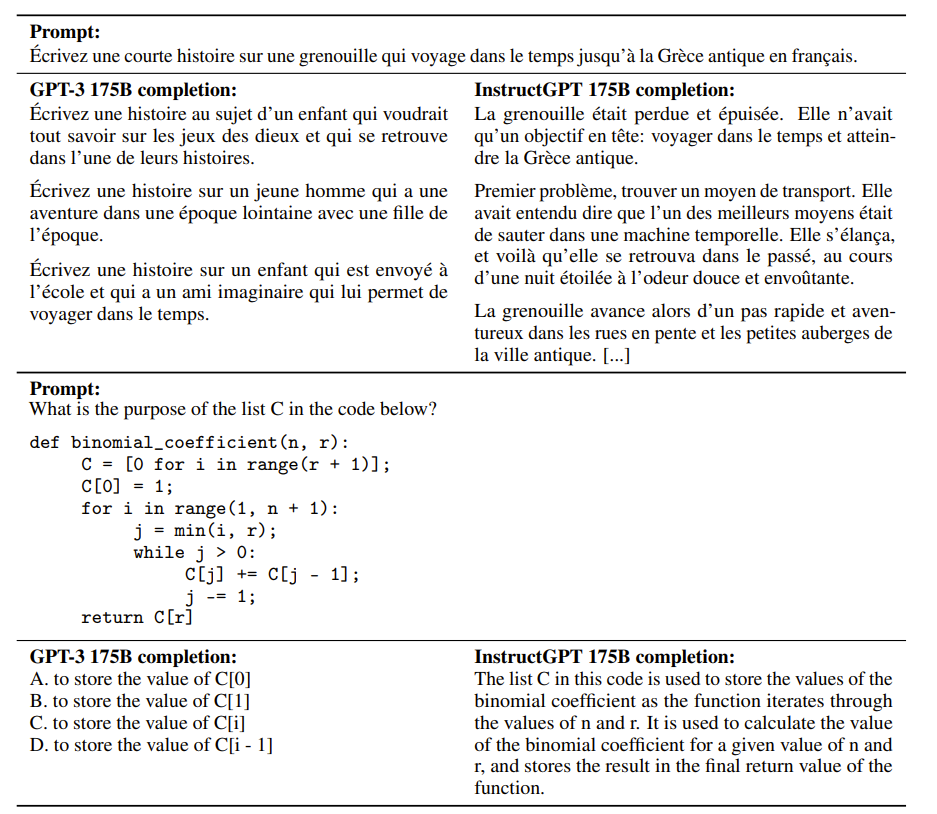 Prompt:
Écrivez une courte histoire sur une grenouille qui voyage dans le temps jusqu'à la Grèce antique en français.
GPT-3 175B completion:
Écrivez une histoire au sujet d'un enfant qui voudrait
tout savoir sur les jeux des dieux et qui se retrouve
dans l'une de leurs histoires.
Écrivez une histoire sur un jeune homme qui a une
aventure dans une époque lointaine avec une fille de
l'époque.
Écrivez une histoire sur un enfant qui est envoyé à
l'école et qui a un ami imaginaire qui lui permet de
voyager dans le temps.
InstructGPT 175B completion:
La grenouille était perdue et épuisée. Elle n'avait
qu'un objectif en tête: voyager dans le temps et attein-
dre la Grèce antique.
Premier problème, trouver un moyen de transport. Elle
avait entendu dire que l'un des meilleurs moyens était
de sauter dans une machine temporelle. Elle s'élança,
et voilà qu'elle se retrouva dans le passé, au cours
d'une nuit étoilée à l'odeur douce et envoûtante.
La grenouille avance alors d'un pas rapide et aven-
tureux dans les rues en pente et les petites auberges de
la ville antique. [...]
Prompt:
What is the purpose of the list C in the code below?
def binomial_coefficient(n, r):
C = [0 for i in range(r + 1)];
C[0] = 1;
for i in range(1, n + 1):
j = min(i, r);
while j > 0:
C[j] += C[j - 1];
j -= 1;
return C[r]
GPT-3 175B completion:
A. to store the value of C[0]
B. to store the value of C[1]
C. to store the value of C[i]
D. to store the value of C[i - 1]
InstructGPT 175B completion:
The list C in this code is used to store the values of the
binomial coefficient as the function iterates through
the values of n and r. It is used to calculate the value
of the binomial coefficient for a given value of n and
r, and stores the result in the final return value of the
function.